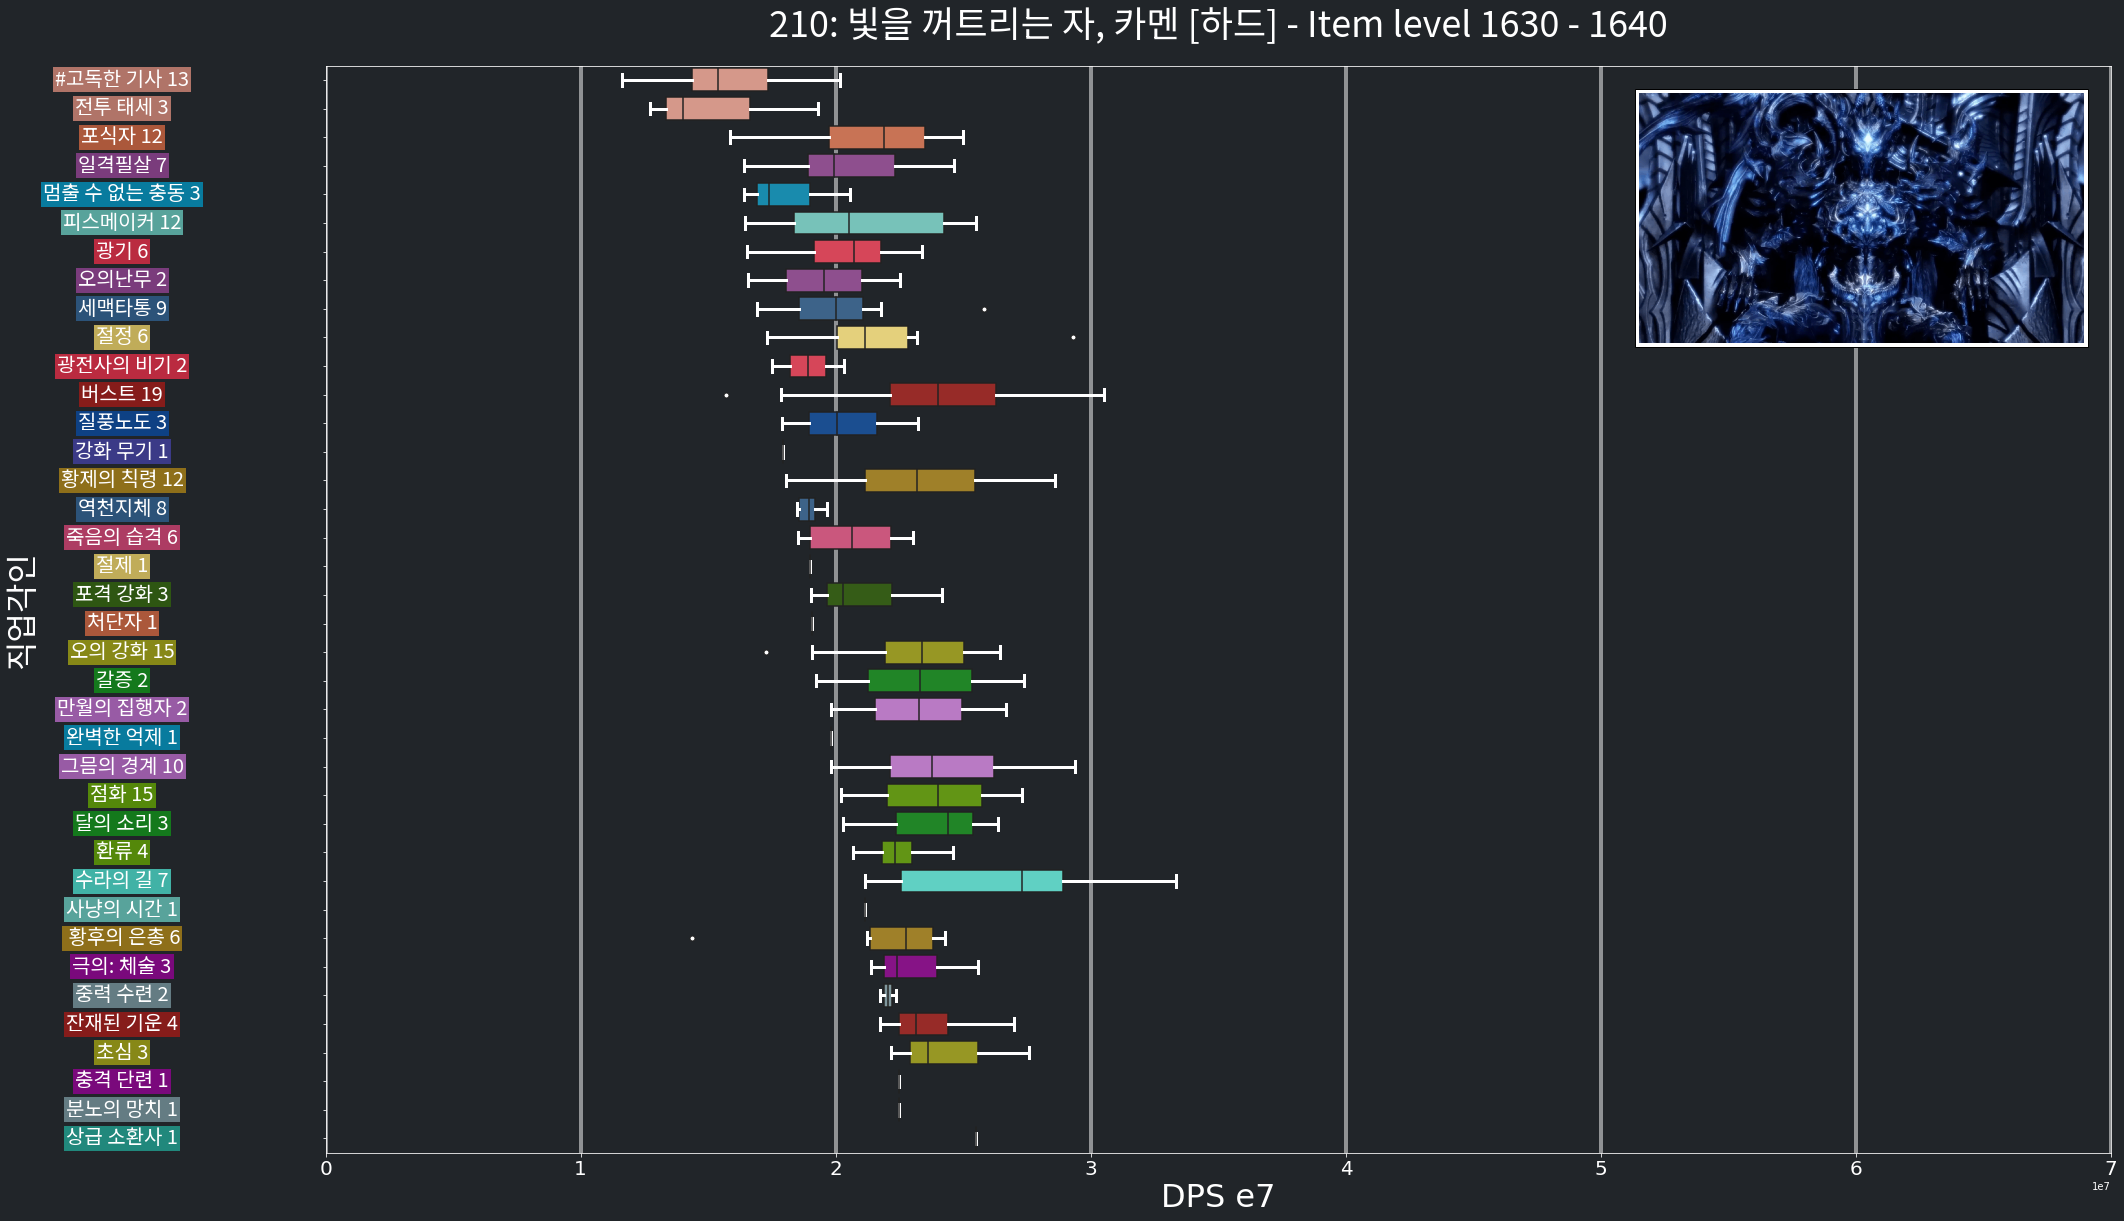 210: 빛을 꺼트리는 자, 카멘 [하드] - Item level 1630 - 1640
직업각인
#고독한 기사 13
전투 태세 3
포식자 12
일격필살 7
멈출 수 없는 충동 3
피스메이커 12
광기 6
오의난무 2
세맥타통 9
절정 6
광전사의 비기 2
버스트 19
질풍노도 3
강화 무기 1
황제의 칙령 12
역천지체 8
죽음의 습격 6
절제 1
포격 강화 3
처단자 1
오의 강화 15
갈증 2
만월의 집행자 2
완벽한 억제 1
그믐의 경계 10
점화 15
달의 소리 3
환류 4
수라의 길 7
사냥의 시간 1
황후의 은총 6
극의: 체술 3
중력 수련 2
잔재된 기운 4
초심 3
충격 단련 1
분노의 망치 1
상급 소환사 1
0 1 2 3 4 5 6 7
1e7
DPS e7